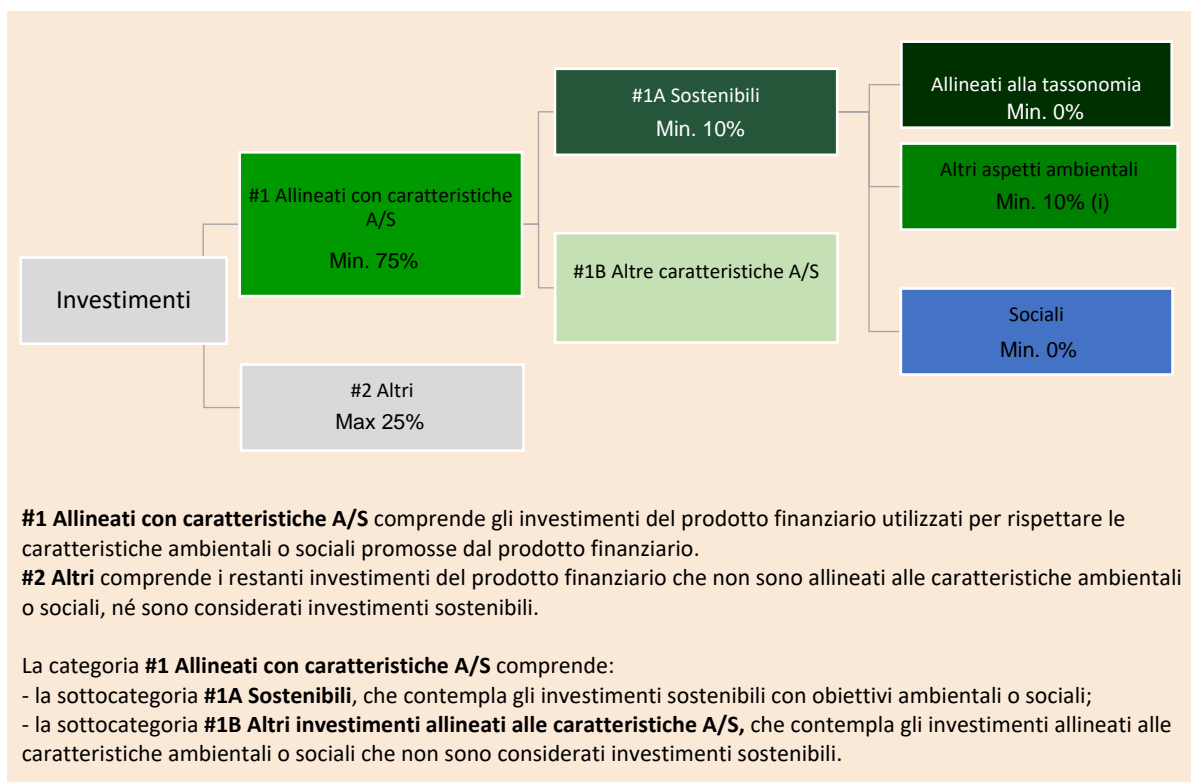 Investimenti
#1 Allineati con caratteristiche
A/S
Min. 75%
#2 Altri
Max 25%
#1A Sostenibili
Min. 10%
#1B Altre caratteristiche A/S
Allineati alla tassonomia
Min. 0%
Altri aspetti ambientali
Min. 10% (i)
Sociali
Min. 0%
#1 Allineati con caratteristiche A/S comprende gli investimenti del prodotto finanziario utilizzati per rispettare le
caratteristiche ambientali o sociali promosse dal prodotto finanziario.
#2 Altri comprende i restanti investimenti del prodotto finanziario che non sono allineati alle caratteristiche ambientali
o sociali, né sono considerati investimenti sostenibili.
La categoria #1 Allineati con caratteristiche A/S comprende:
- la sottocategoria #1A Sostenibili, che contempla gli investimenti sostenibili con obiettivi ambientali o sociali;
- la sottocategoria #1B Altri investimenti allineati alle caratteristiche A/S, che contempla gli investimenti allineati alle
caratteristiche ambientali o sociali che non sono considerati investimenti sostenibili.